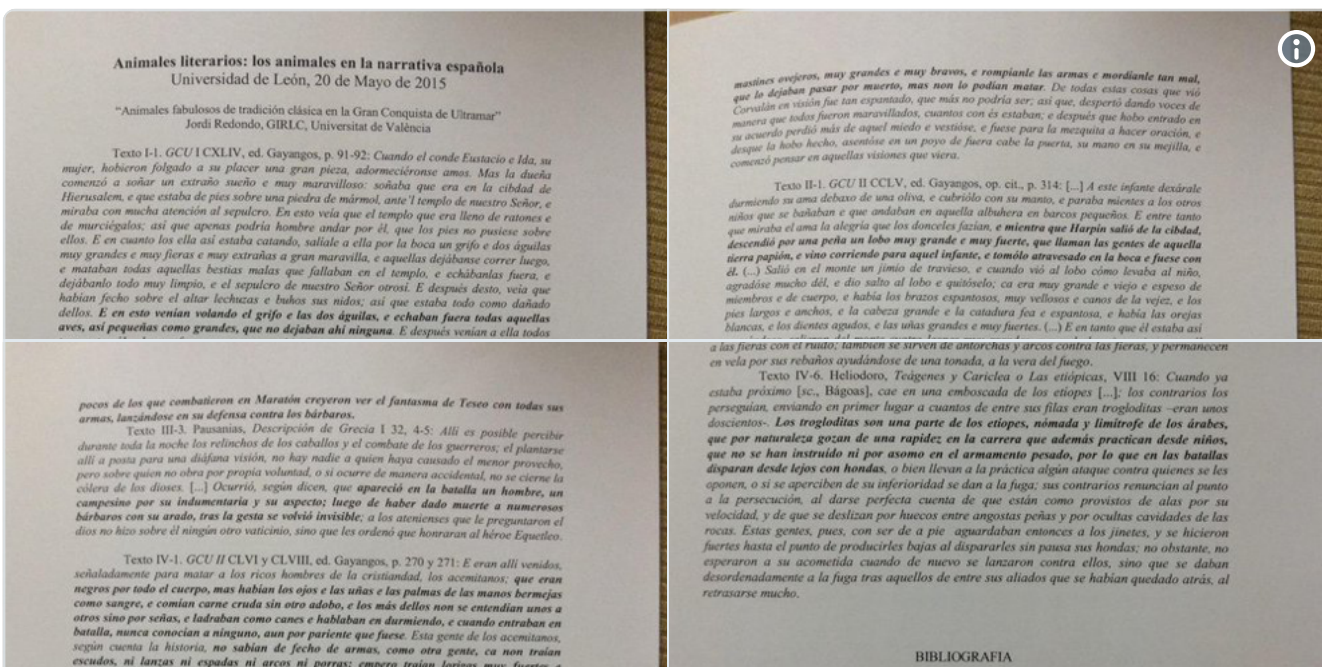 Animales literarios: los animales en la narrativa española
Universidad de León, 20 de Mayo de 2015
“Animales fabulosos de tradición clásica en la Gran Conquista de Ultramar”
Jordi Redondo, GIRLC, Universitat de València
Texto I-1. GCU I CXLIV, ed. Gayangos, p. 91-92: Cuando el conde Eustacio e Ida, su
mujer, hobieron folgado a su placer una gran pieza, adormeciéronse amos. Mas la dueña
comenzó a soñar un extraño sueño e muy maravilloso: soñaba que era en la cibdad de
Hierusalem, e que estaba de pies sobre una piedra de mármol, ante'l templo de nuestro Señor, e
miraba con mucha atención al sepulcro. En esto veía que el templo que era lleno de ratones e
de murciégalos; así que apenas podría hombre andar por él, que los pies no pusiese sobre
ellos. E en cuanto los ella así estaba catando, salíale a ella por la boca un grifo e dos águilas
muy grandes e muy fieras e muy extrañas a gran maravilla, e aquellas dejábanse correr luego,
e mataban todas aquellas bestias malas que fallaban en el templo, e echábanlas fuera, e
dejábanlo todo muy limpio, e el sepulcro de nuestro Señor otrosí. E después desto, veía que
habían fecho sobre el altar lechuzas e buhos sus nidos; así que estaba todo como dañado
dellos. E en esto venían volando el grifo e las dos águilas, e echaban fuera todas aquellas
aves, así pequeñas como grandes, que no dejaban ahí ninguna. E después venían a ella todos
mastines ovejeros, muy grandes e muy bravos, e rompianle las armas e mordianle tan mal,
que lo dejaban pasar por muerto, mas non lo podían matar. De todas estas cosas que vió
Corvalán en visión fue tan espantado, que más no podría ser; así que, despertó dando voces de
manera que todos fueron maravillados, cuantos con és estaban; e después que hobo entrado en
su acuerdo perdió más de aquel miedo e vestióse, e fuese para la mezquita a hacer oración, e
desque la hobo hecho, asentóse en un poyo de fuera cabe la puerta, su mano en su mejilla, e
comenzó pensar en aquellas visiones que viera.
Texto II-1. GCU II CCLV, ed. Gayangos, op. cit., p. 314: [...] A este infante dexárale
durmiendo su ama debaxo de una oliva, e cubriólo con su manto, e paraba mientes a los otros
niños que se bañaban e que andaban en aquella albuhera en barcos pequeños. E entre tanto
que miraba el ama la alegría que los donceles fazian, e mientra que Harpin salió de la cibdad,
descendió por una peña un lobo muy grande e muy fuerte, que llaman las gentes de aquella
tierra papión, e vino corriendo para aquel infante, e tomólo atravesado en la boca e fuese con
él. (...) Salió en el monte un jimio de travieso, e cuando vió al lobo cómo levaba al niño,
agradóse mucho dél, e dio salto al lobo e quitóselo; ca era muy grande e viejo e espeso de
miembros e de cuerpo, e había los brazos espantosos, muy vellosos e canos de la vejez, e los
pies largos e anchos, e la cabeza grande e la catadura fea e espantosa, e había las orejas
blancas, e los dientes agudos, e las uñas grandes e muy fuertes. (...) E en tanto que él estaba así
pocos de los que combatieron en Maratón creyeron ver el fantasma de Teseo con todas sus
armas, lanzándose en su defensa contra los bárbaros.
Texto III-3. Pausanias, Descripción de Grecia I 32, 4-5: Allí es posible percibir
durante toda la noche los relinchos de los caballos y el combate de los guerreros; el plantarse
allí a posta para una diáfana visión, no hay nadie a quien haya causado el menor provecho,
pero sobre quien no obra por propia voluntad, o si ocurre de manera accidental, no se cierne la
cólera de los dioses. [...] Ocurrió, según dicen, que apareció en la batalla un hombre, un
campesino por su indumentaria y su aspecto; luego de haber dado muerte a numerosos
bárbaros con su arado, tras la gesta se volvió invisible; a los atenienses que le preguntaron el
dios no hizo sobre él ningún otro vaticinio, sino que les ordenó que honraran al héroe Equetleo.
Texto IV-1. GCU II CLVI y CLVIII, ed. Gayangos, p. 270 y 271: E eran allí venidos,
señaladamente para matar a los ricos hombres de la cristiandad, los acemitanos; que eran
negros por todo el cuerpo, mas habían los ojos e las uñas e las palmas de las manos bermejas
como sangre, e comían carne cruda sin otro adobo, e los más dellos non se entendían unos a
otros sino por señas, e ladraban como canes e hablaban en durmiendo, e cuando entraban en
batalla, nunca conocían a ninguno, aun por pariente que fuese. Esta gente de los acemitanos,
según cuenta la historia, no sabían de fecho de armas, como otra gente, ca non traían
escudos, ni lanzas ni espadas ni arcos ni porras; empero traían lorigas muy fuertes e
a las fieras con el ruido; también se sirven de antorchas y arcos contra las fieras, y permanecen
en vela por sus rebaños ayudándose de una tonada, a la vera del fuego.
Texto IV-6. Heliodoro, Teágenes y Cariclea o Las etiópicas, VIII 16: Cuando ya
estaba próximo [sc., Bágoas], cae en una emboscada de los etiopes [...]; los contrarios los
perseguían, enviando en primer lugar a cuantos de entre sus filas eran trogloditas –eran unos
doscientos-. Los trogloditas son una parte de los etíopes, nómada y limítrofe de los árabes,
que por naturaleza gozan de una rapidez en la carrera que además practican desde niños,
que no se han instruido ni por asomo en el armamento pesado, por lo que en las batallas
disparan desde lejos con hondas, o bien llevan a la práctica algún ataque contra quienes se les
oponen, o si se aperciben de su inferioridad se dan a la fuga; sus contrarios renuncian al punto
a la persecución, al darse perfecta cuenta de que están como provistos de alas por su
velocidad, y de que se deslizan por huecos entre angostas peñas y por ocultas cavidades de las
rocas. Estas gentes, pues, con ser de a pie aguardaban entonces a los jinetes, y se hicieron
fuertes hasta el punto de producirles bajas al dispararles sin pausa sus hondas; no obstante, no
esperaron a su acometida cuando de nuevo se lanzaron contra ellos, sino que se daban
desordenadamente a la fuga tras aquellos de entre sus aliados que se habían quedado atrás, al
retrasarse mucho.
BIBLIOGRAFIA